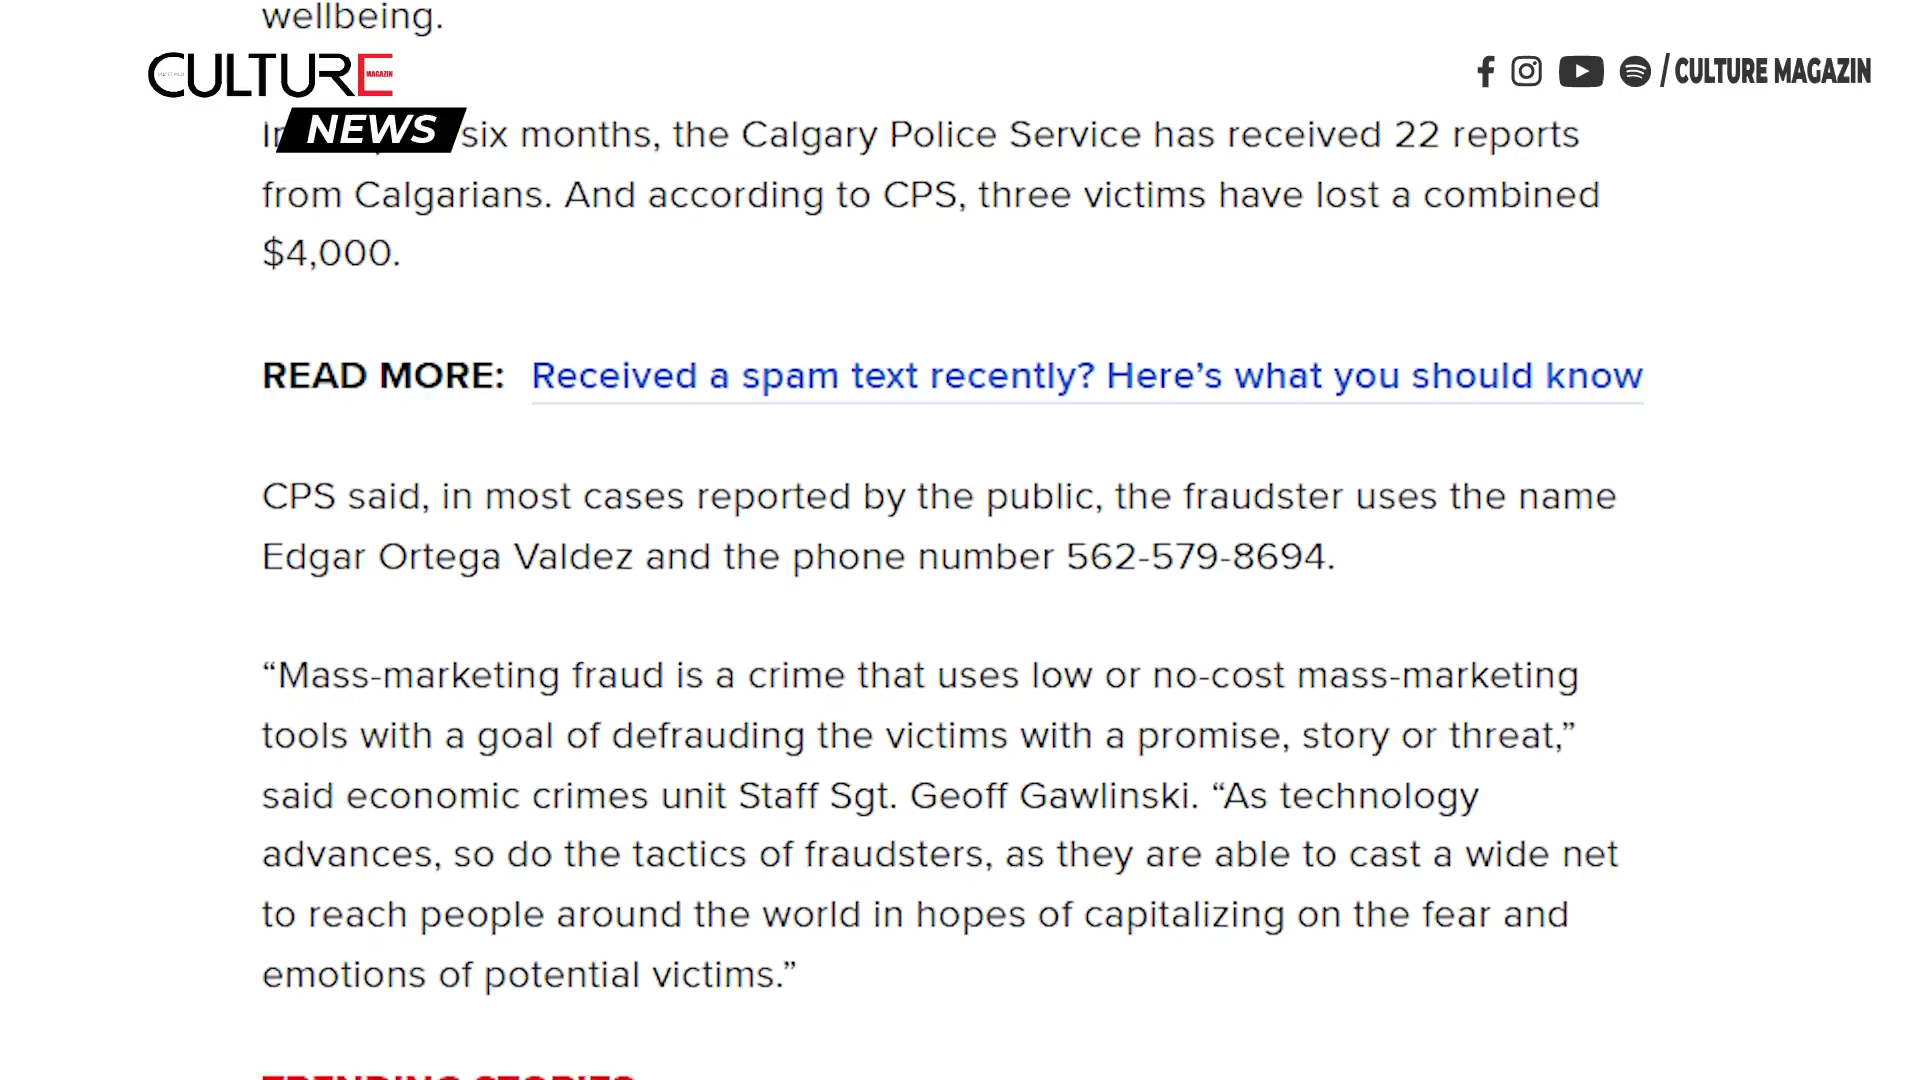 wellbeing.
CULTURE
MAGAZIN
NEWS
/ CULTURE MAGAZIN
six months, the Calgary Police Service has received 22 reports
from Calgarians. And according to CPS, three victims have lost a combined
$4,000.
READ MORE: Received a spam text recently? Here’s what you should know
CPS said, in most cases reported by the public, the fraudster uses the name
Edgar Ortega Valdez and the phone number 562-579-8694.
“Mass-marketing fraud is a crime that uses low or no-cost mass-marketing
tools with a goal of defrauding the victims with a promise, story or threat,”
said economic crimes unit Staff Sgt. Geoff Gawlinski. “As technology
advances, so do the tactics of fraudsters, as they are able to cast a wide net
to reach people around the world in hopes of capitalizing on the fear and
emotions of potential victims.”
TRENDING STORIES